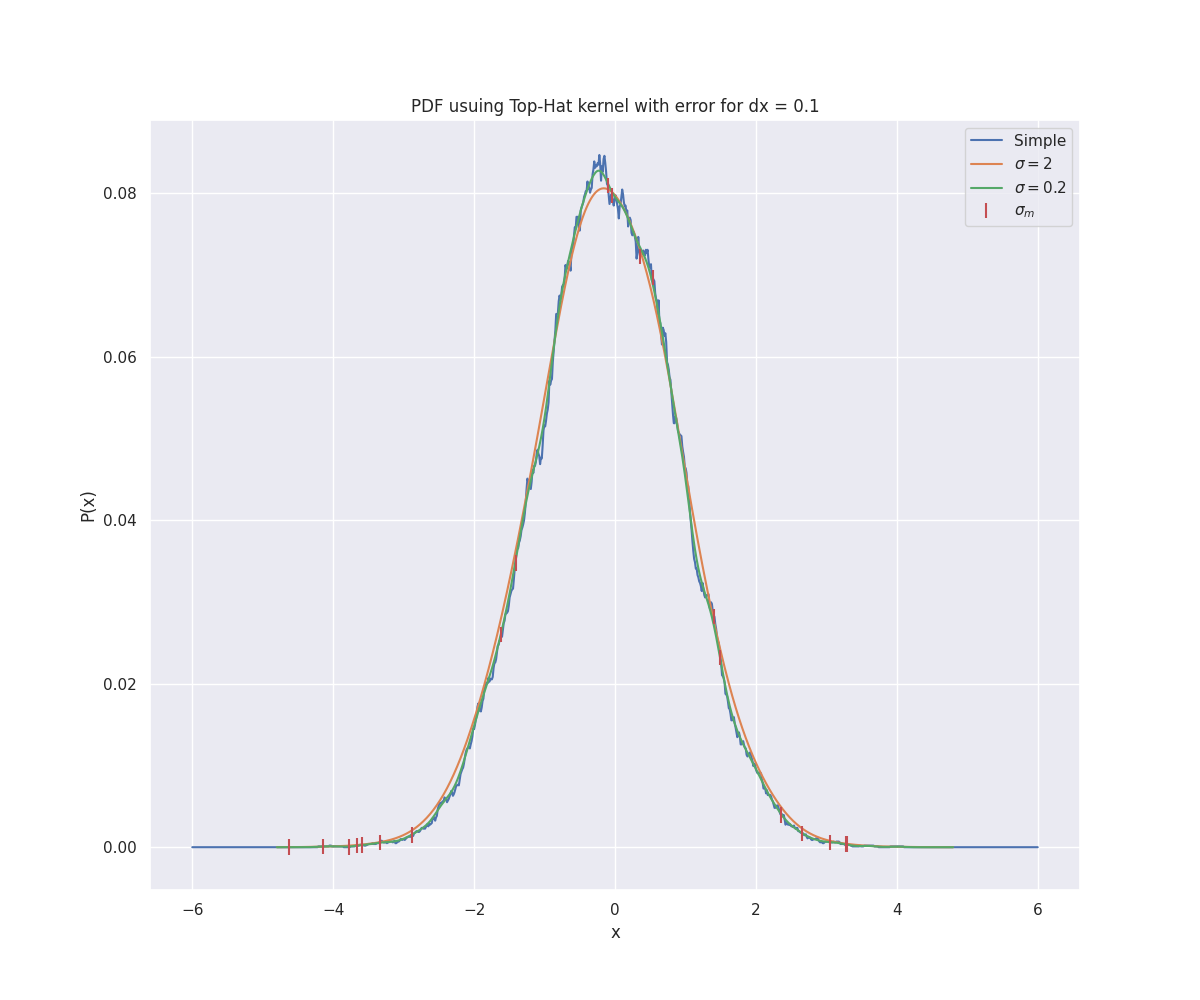 PDF usuing Top-Hat kernel with error for dx = 0.1
Simple
σ = 2
σ = 0.2
σₘ
P(x)
0.08
0.06
0.04
0.02
0.00
−6 −4 −2 0 2 4 6
x